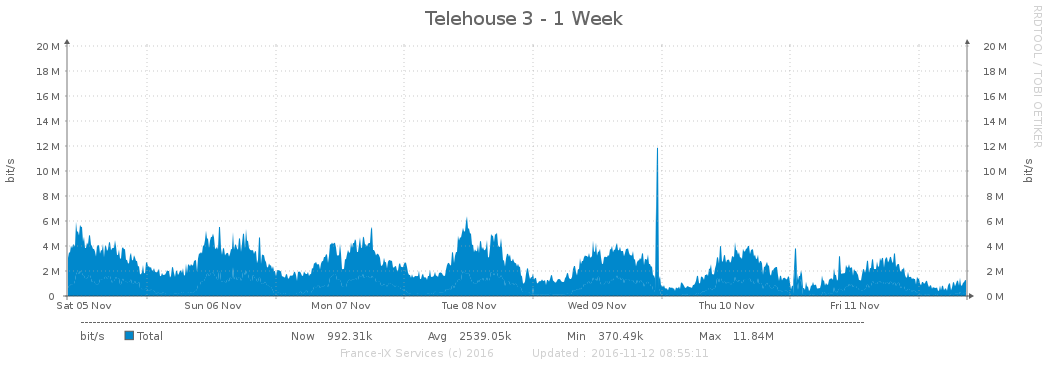 Telehouse 3 - 1 Week
RRDTOOL / TOBI OETIKER
20 M 20 M
18 M 18 M
16 M 16 M
14 M 14 M
12 M 12 M
10 M 10 M
8 M 8 M
6 M 6 M
4 M 4 M
2 M 2 M
0 0 M
bit/s
bit/s
Sat 05 Nov Sun 06 Nov Mon 07 Nov Tue 08 Nov Wed 09 Nov Thu 10 Nov Fri 11 Nov
bit/s Total Now 992.31k Avg 2539.05k Min 370.49k Max 11.84M
France-IX Services (c) 2016 Updated : 2016-11-12 08:55:11